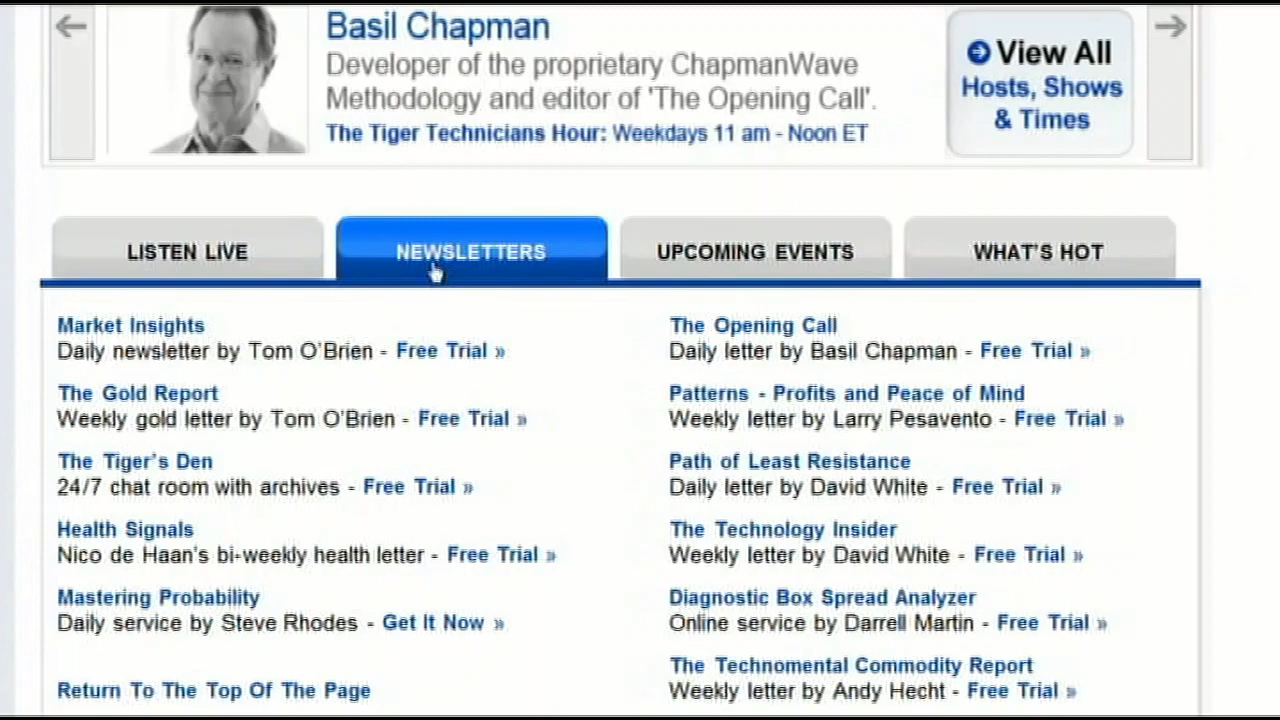 Basil Chapman
Developer of the proprietary ChapmanWave
Methodology and editor of 'The Opening Call'.
The Tiger Technicians Hour: Weekdays 11 am - Noon ET
View All
Hosts, Shows
& Times
LISTEN LIVE
NEWSLETTERS
UPCOMING EVENTS
WHAT'S HOT
Market Insights
Daily newsletter by Tom O'Brien - Free Trial »
The Gold Report
Weekly gold letter by Tom O'Brien - Free Trial »
The Tiger's Den
24/7 chat room with archives - Free Trial »
Health Signals
Nico de Haan's bi-weekly health letter - Free Trial »
Mastering Probability
Daily service by Steve Rhodes - Get It Now »
Return To The Top Of The Page
The Opening Call
Daily letter by Basil Chapman - Free Trial »
Patterns - Profits and Peace of Mind
Weekly letter by Larry Pesavento - Free Trial »
Path of Least Resistance
Daily letter by David White - Free Trial »
The Technology Insider
Weekly letter by David White - Free Trial »
Diagnostic Box Spread Analyzer
Online service by Darrell Martin - Free Trial »
The Technomental Commodity Report
Weekly letter by Andy Hecht - Free Trial »